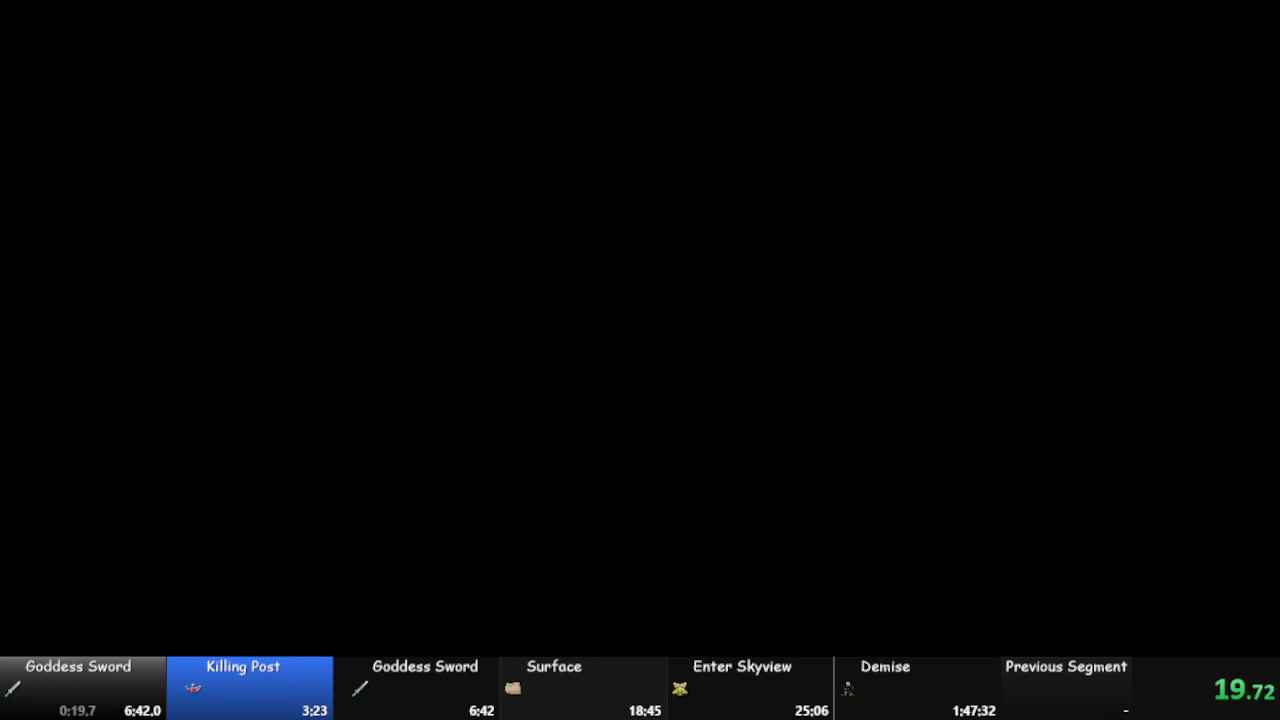 Goddess Sword
0:19,7 6:42,0
Killing Post
3:23
Goddess Sword
6:42
Surface
18:45
Enter Skyview
25:06
Demise
1:47:32
Previous Segment
-
19.72